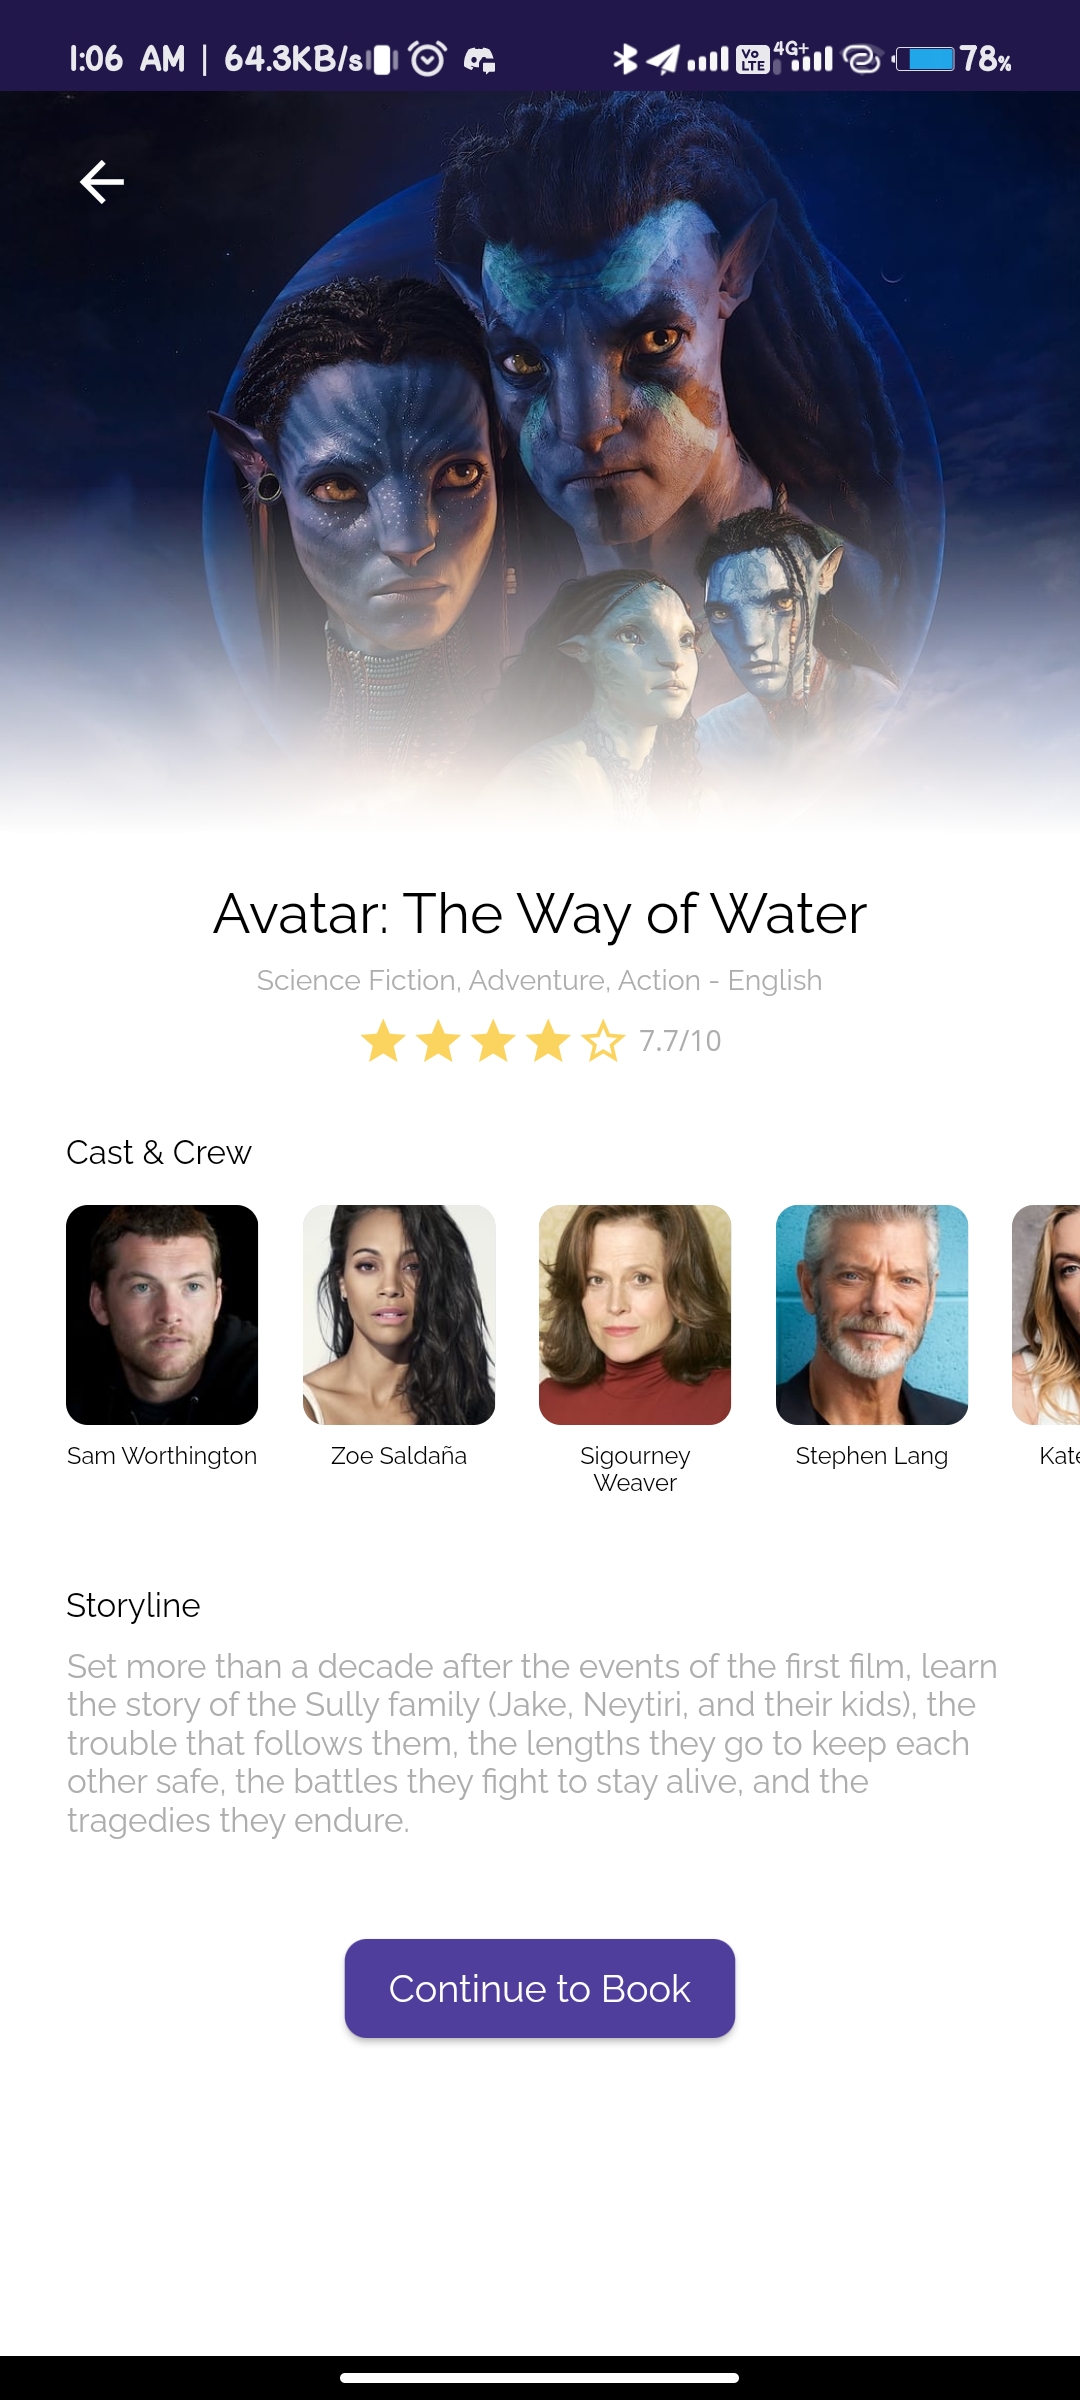 1:06 AM | 64.3KB/s Vo LTE 4G+ 78%
Avatar: The Way of Water
Science Fiction, Adventure, Action - English
7.7/10
Cast & Crew
Sam Worthington Zoe Saldaña Sigourney Weaver Stephen Lang Kate
Storyline
Set more than a decade after the events of the first film, learn
the story of the Sully family (Jake, Neytiri, and their kids), the
trouble that follows them, the lengths they go to keep each
other safe, the battles they fight to stay alive, and the
tragedies they endure.
Continue to Book